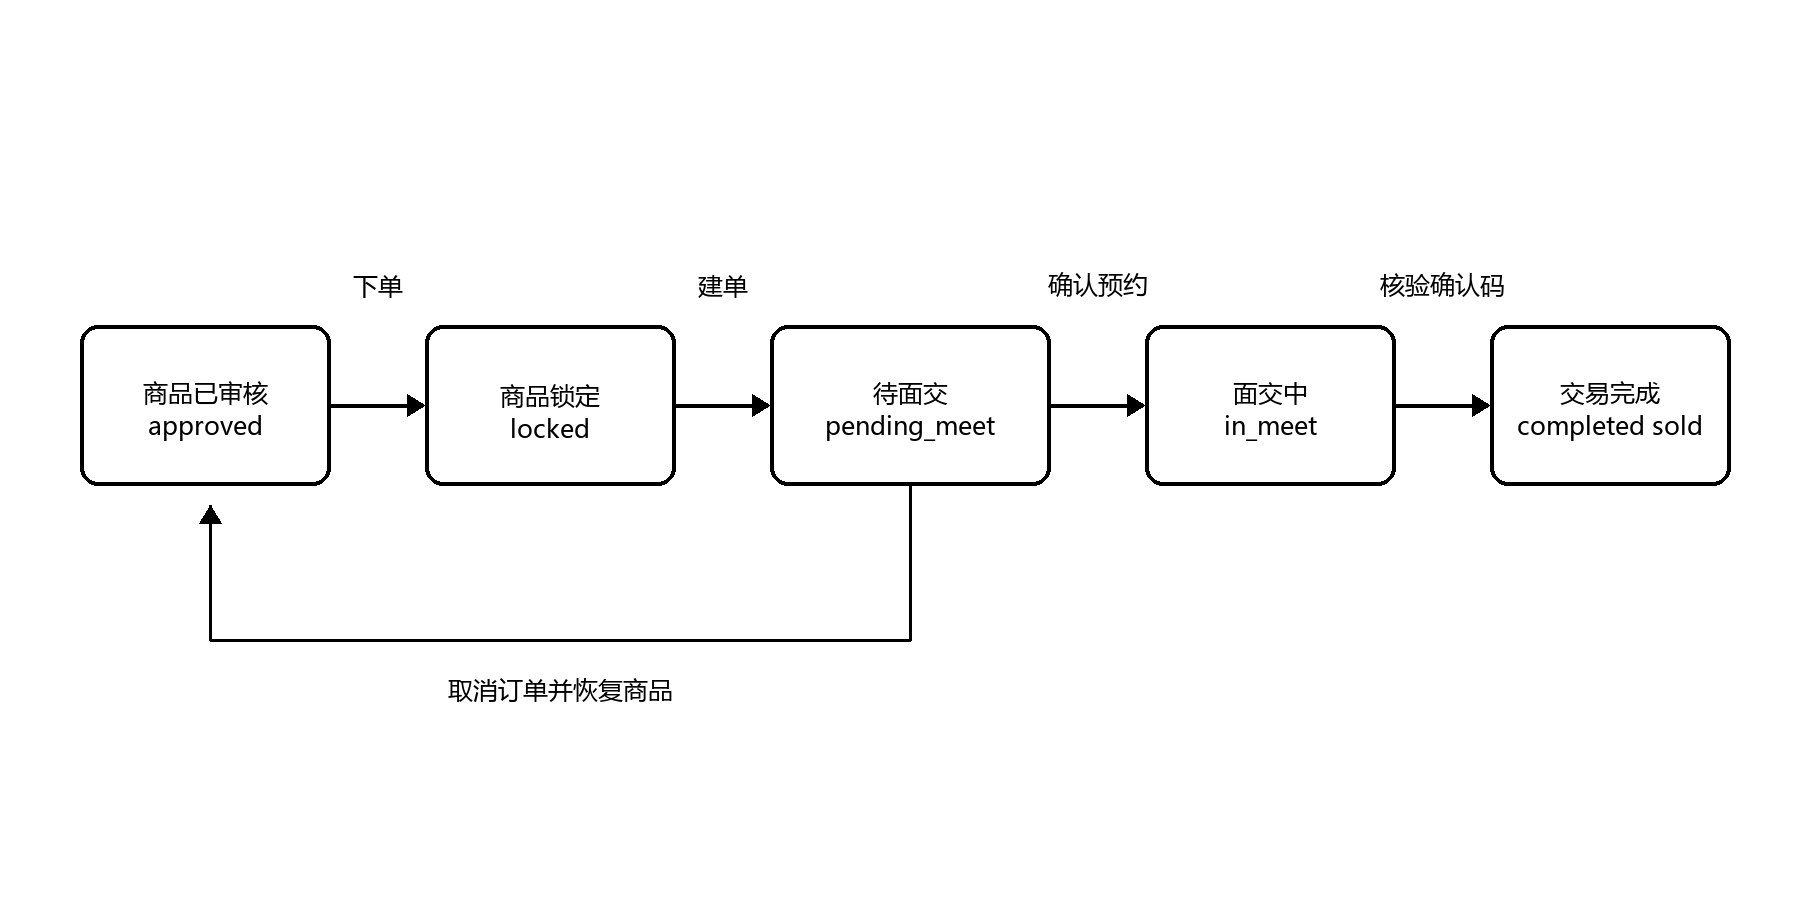 下单
建单
确认预约
核验确认码
商品已审核
approved
商品锁定
locked
待面交
pending_meet
面交中
in_meet
交易完成
completed sold
取消订单并恢复商品